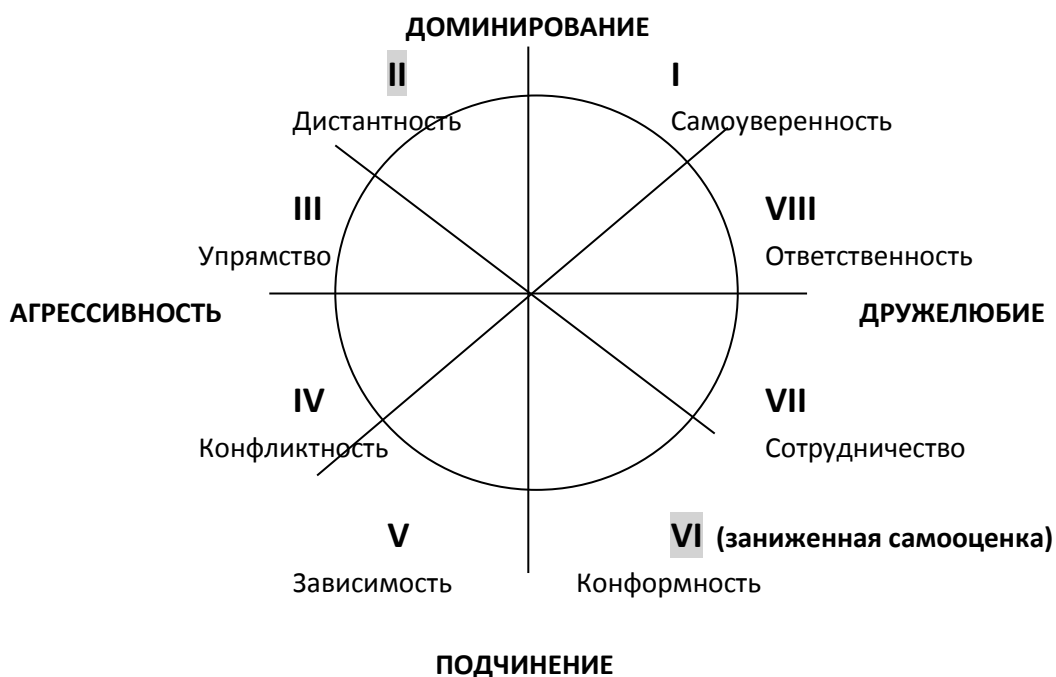 ДОМИНИРОВАНИЕ
II I
Дистантность Самоуверенность
III VIII
Упрямство Ответственность
АГРЕССИВНОСТЬ ДРУЖЕЛЮБИЕ
IV VII
Конфликтность Сотрудничество
V VI (заниженная самооценка)
Зависимость Конформность
ПОДЧИНЕНИЕ